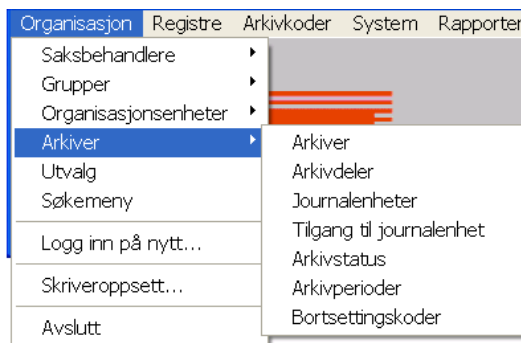 Organisasjon Registre Arkivkoder System Rapporter
Saksbehandlere
Grupper
Organisasjonsenheter
Arkiver
Utvalg
Søkemeny
Logg inn på nytt...
Skriveroppsett...
Avslutt
Arkiver
Arkivdeler
Journalenheter
Tilgang til journalenhet
Arkivstatus
Arkivperioder
Bortsettingskoder